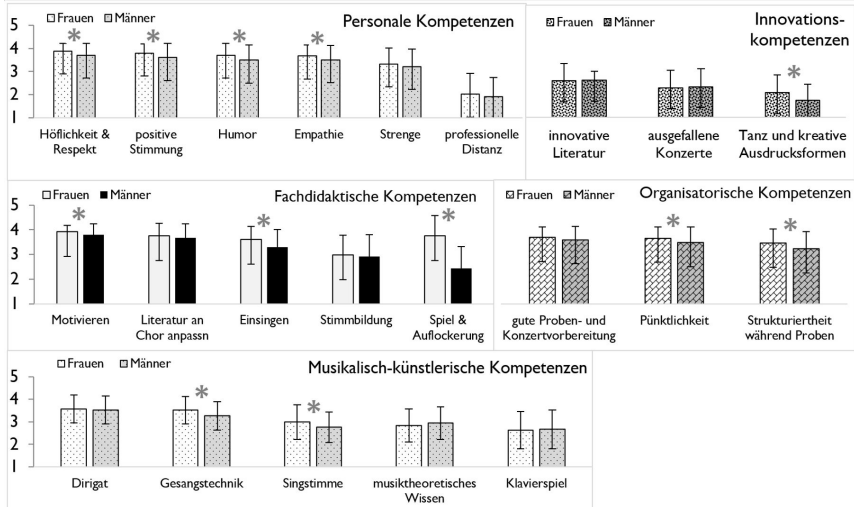 Personale Kompetenzen
Frauen Männer
5
4
3
2
1
* * * *
Höflichkeit &
Respekt
positive
Stimmung
Humor
Empathie
Strenge
professionelle
Distanz
Innovations-
kompetenzen
Frauen Männer
*
innovative
Literatur
ausgefallene
Konzerte
Tanz und kreative
Ausdrucksformen
Fachdidaktische Kompetenzen
Frauen Männer
5
4
3
2
1
* * *
Motivieren
Literatur an
Chor anpassn
Einsingen
Stimmbildung
Spiel &
Auflockerung
Organisatorische Kompetenzen
Frauen Männer
* *
gute Proben- und
Konzertvorbereitung
Pünktlichkeit
Strukturiertheit
während Proben
Musikalisch-künstlerische Kompetenzen
Frauen Männer
5
4
3
2
1
* *
Dirigat
Gesangstechnik
Singstimme
musiktheoretisches
Wissen
Klavierspiel